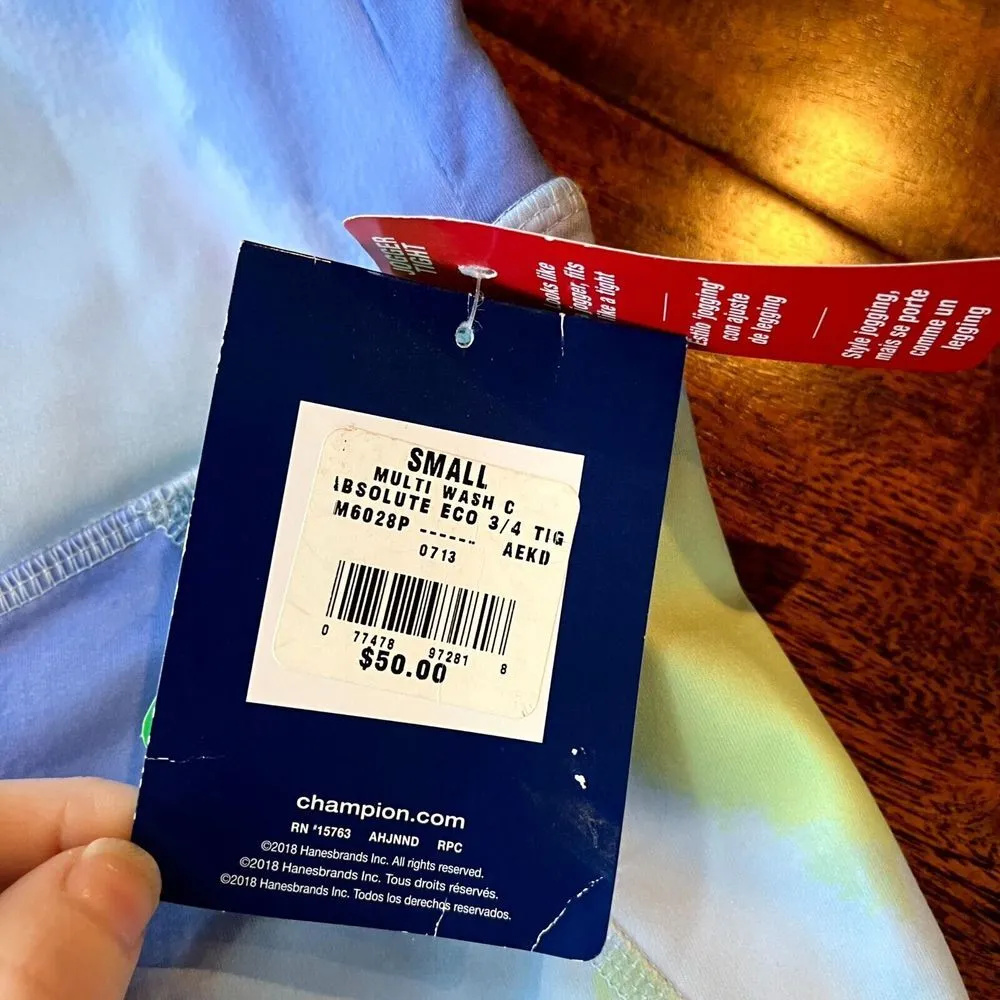 TIGHT
jogger, fits
like a tight
Estilo 'jogging'
con ajuste
de legging
Style jogging,
mais se porte
comme un
legging
SMALL
MULTI WASH C
ABSOLUTE ECO 3/4 TIG
M6028P ------ AEKD
0713
0 77478 97281 8
$50.00
champion.com
RN #15763 AHJNND RPC
©2018 Hanesbrands Inc. All rights reserved.
©2018 Hanesbrands Inc. Tous droits réservés.
©2018 Hanesbrands Inc. Todos los derechos reservados.